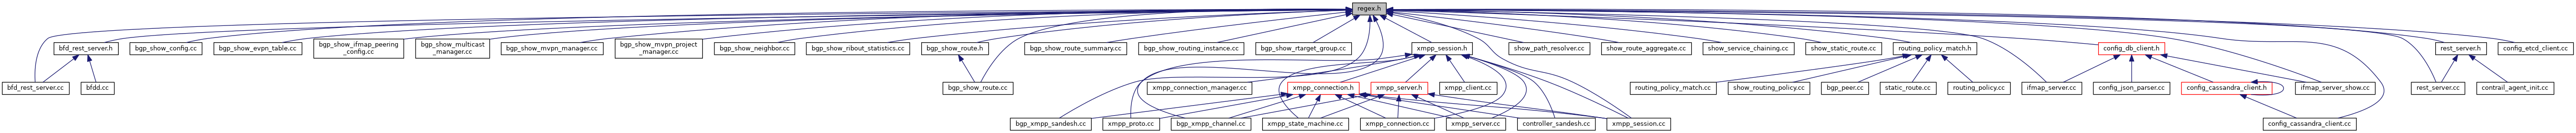 regex.h
bfd_rest_server.h
bgp_show_config.cc
bgp_show_evpn_table.cc
bgp_show_ifmap_peering
_config.cc
bgp_show_multicast
_manager.cc
bgp_show_mvpn_manager.cc
bgp_show_mvpn_project
_manager.cc
bgp_show_neighbor.cc
bgp_show_ribout_statistics.cc
bgp_show_route.h
bgp_show_route_summary.cc
bgp_show_routing_instance.cc
bgp_show_rtarget_group.cc
xmpp_session.h
show_path_resolver.cc
show_route_aggregate.cc
show_service_chaining.cc
show_static_route.cc
routing_policy_match.h
config_db_client.h
rest_server.h
config_etcd_client.cc
bfd_rest_server.cc
bfdd.cc
bgp_show_route.cc
xmpp_connection_manager.cc
xmpp_connection.h
xmpp_server.h
xmpp_client.cc
routing_policy_match.cc
show_routing_policy.cc
bgp_peer.cc
static_route.cc
routing_policy.cc
ifmap_server.cc
config_json_parser.cc
config_cassandra_client.h
ifmap_server_show.cc
rest_server.cc
contrail_agent_init.cc
bgp_xmpp_sandesh.cc
xmpp_proto.cc
bgp_xmpp_channel.cc
xmpp_state_machine.cc
xmpp_connection.cc
xmpp_server.cc
controller_sandesh.cc
xmpp_session.cc
config_cassandra_client.cc